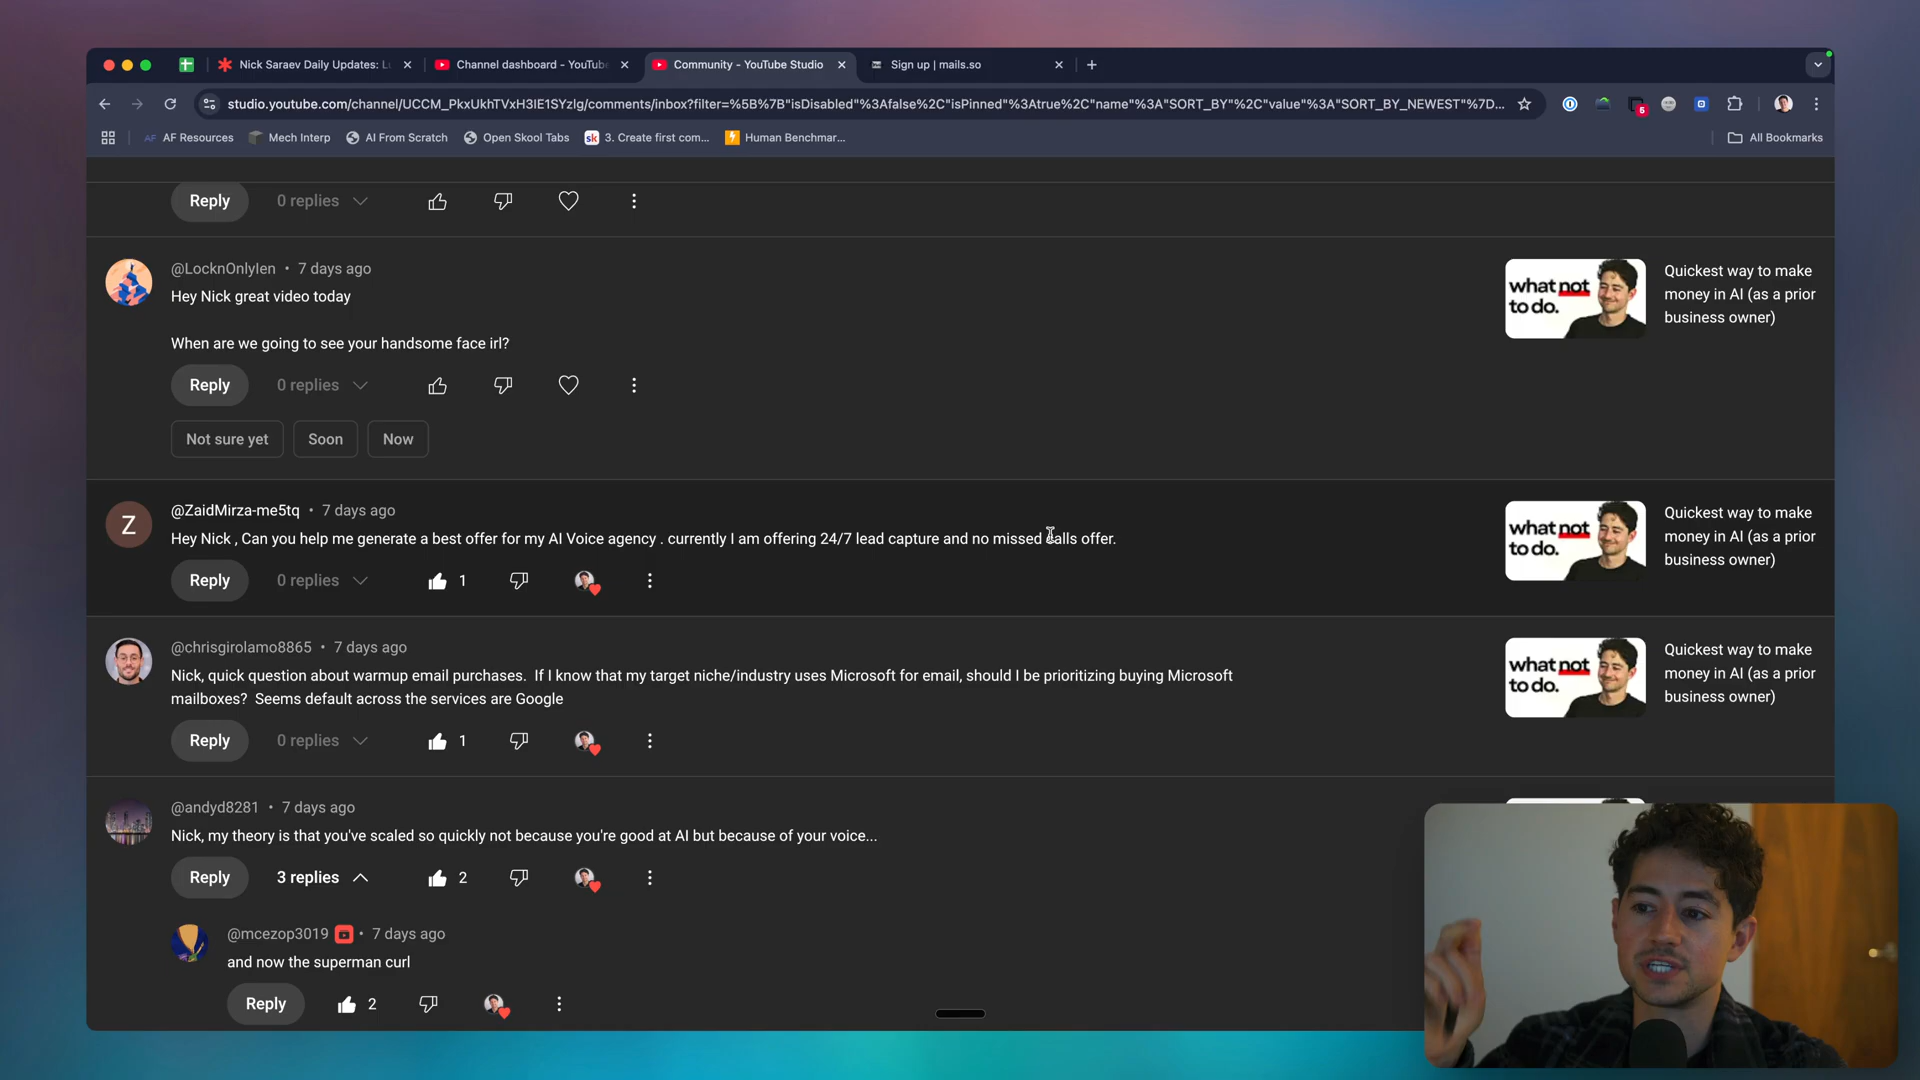 Nick Saraev Daily Updates: L
Channel dashboard - YouTube
Community - YouTube Studio
Sign up | mails.so
studio.youtube.com/channel/UCCM_PkxUkhTVxH3IE1SYzlg/comments/inbox?filter=%5B%7B"isDisabled"%3Afalse%2C"isPinned"%3Atrue%2C"name"%3A"SORT_BY"%2C"value"%3A"SORT_BY_NEWEST"%7D...
5
AF AF Resources
Mech Interp
AI From Scratch
Open Skool Tabs
sk 3. Create first com...
Human Benchmar...
All Bookmarks
Reply
0 replies
@LocknOnlylen • 7 days ago
Hey Nick great video today
When are we going to see your handsome face irl?
Reply
0 replies
Not sure yet
Soon
Now
what not
to do.
Quickest way to make
money in AI (as a prior
business owner)
Z
@ZaidMirza-me5tq • 7 days ago
Hey Nick , Can you help me generate a best offer for my AI Voice agency . currently I am offering 24/7 lead capture and no missed calls offer.
Reply
0 replies
1
what not
to do.
Quickest way to make
money in AI (as a prior
business owner)
@chrisgirolamo8865 • 7 days ago
Nick, quick question about warmup email purchases. If I know that my target niche/industry uses Microsoft for email, should I be prioritizing buying Microsoft
mailboxes? Seems default across the services are Google
Reply
0 replies
1
what not
to do.
Quickest way to make
money in AI (as a prior
business owner)
@andyd8281 • 7 days ago
Nick, my theory is that you've scaled so quickly not because you're good at AI but because of your voice...
Reply
3 replies
2
@mcezop3019 • 7 days ago
and now the superman curl
Reply
2